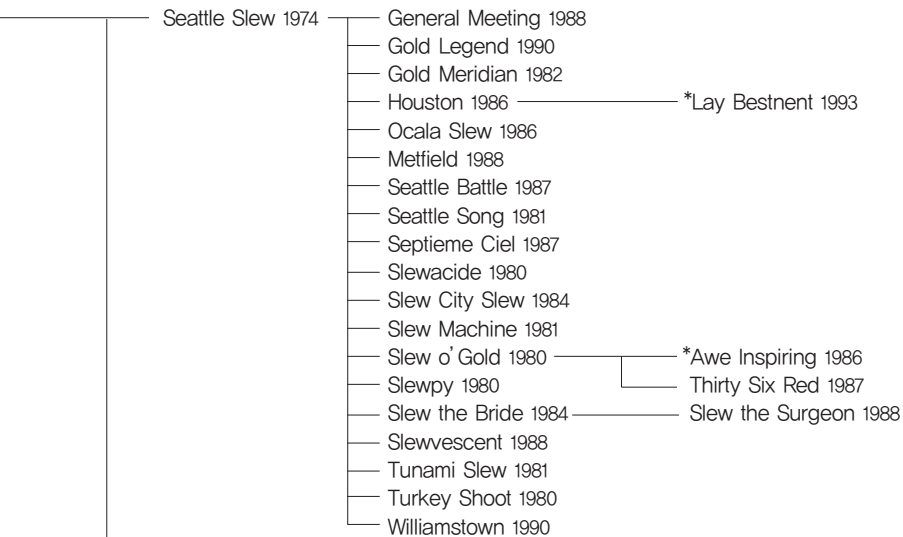 Seattle Slew 1974 General Meeting 1988
Gold Legend 1990
Gold Meridian 1982
Houston 1986 *Lay Bestnent 1993
Ocala Slew 1986
Metfield 1988
Seattle Battle 1987
Seattle Song 1981
Septieme Ciel 1987
Slewacide 1980
Slew City Slew 1984
Slew Machine 1981
Slew o' Gold 1980 *Awe Inspiring 1986
Slewpy 1980 Thirty Six Red 1987
Slew the Bride 1984 Slew the Surgeon 1988
Slewvescent 1988
Tunami Slew 1981
Turkey Shoot 1980
Williamstown 1990